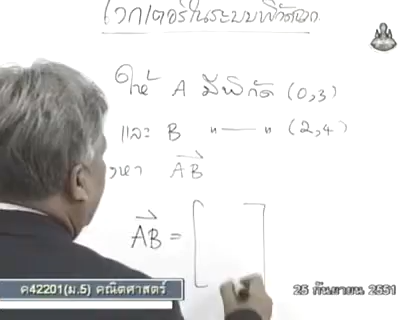 เวกเตอร์ในระบบพิกัดฉาก
ให้ A มีพิกัด (0,3)
และ B " — " (2,4)
หา AB
AB = [ ]
ค42201(ม.5) คณิตศาสตร์
25 กันยายน 2551